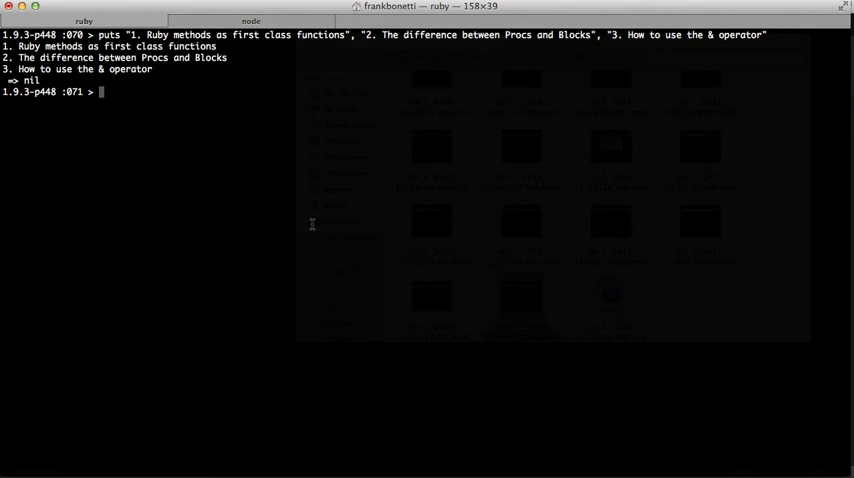 frankbonetti — ruby — 158×39
ruby
node
1.9.3-p448 :070 > puts "1. Ruby methods as first class functions", "2. The difference between Procs and Blocks", "3. How to use the & operator"
1. Ruby methods as first class functions
2. The difference between Procs and Blocks
3. How to use the & operator
=> nil
1.9.3-p448 :071 >